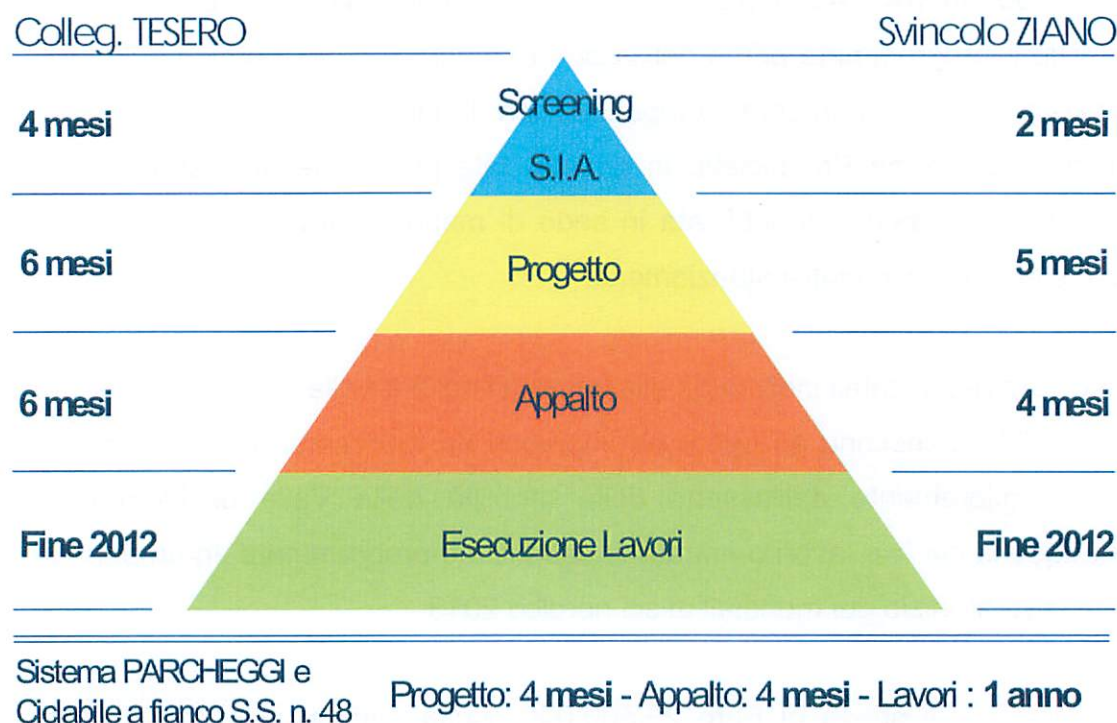 Colleg. TESERO
Svincolo ZIANO
4 mesi
Screening
S.I.A.
2 mesi
6 mesi
Progetto
5 mesi
6 mesi
Appalto
4 mesi
Fine 2012
Esecuzione Lavori
Fine 2012
Sistema PARCHEGGI e
Ciclabile a fianco S.S. n. 48
Progetto: 4 mesi - Appalto: 4 mesi - Lavori : 1 anno